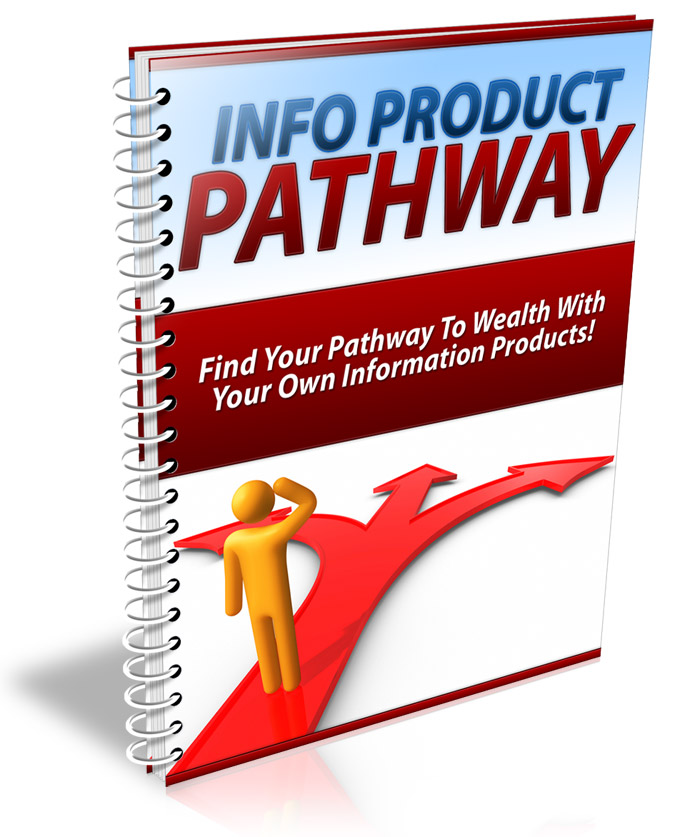 INFO PRODUCT
PATHWAY
Find Your Pathway To Wealth With
Your Own Information Products!